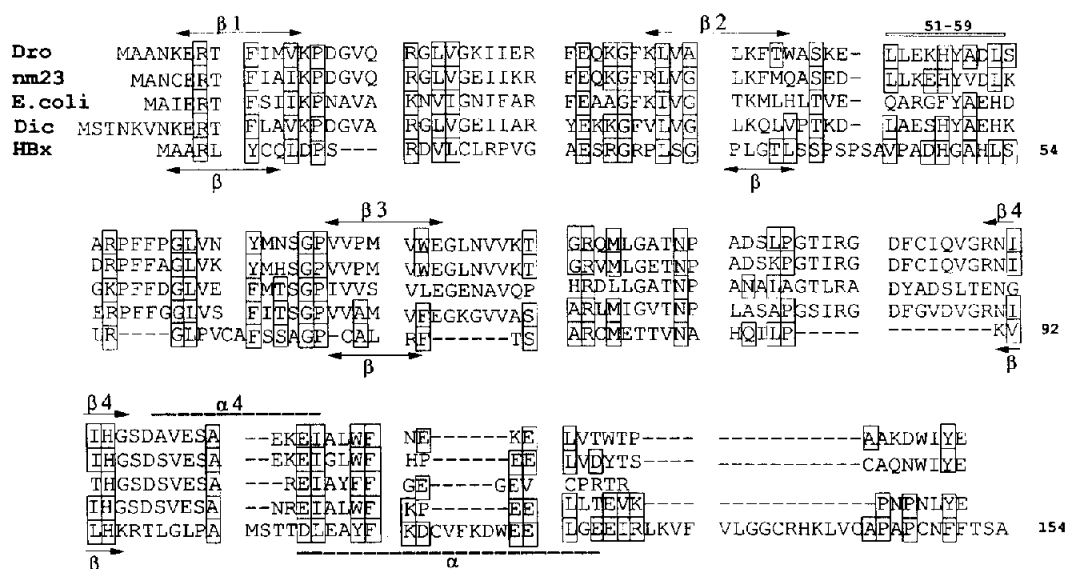 β1 β2 51-59
Dro MAANKERT FIMVKPDGVQ RGLVGKIIER FEQKGFKLVA LKFTWASKE- LLEKHYADLS
nm23 MANCERT FIAIKPDGVQ RGLVGEIIKR FEQKGFRLVG LKFMQASED- LLKEHYVDLK
E.coli MAIERT FSIIKPNAVA KNVIGNIFAR FEAAGFKIVG TKMLHLTVE- QARGFYAEHD
Dic MSTNKVNKERT FLAVKPDGVA RGLVGEIIAR YEKKGFVLVG LKQLVPTKD- LAESHYAEHK
HBx MAARL YCQLDPS--- RDVLCLRPVG AESRGRPLSG PLGTLSSPSPSAVPADHGAHLS 54
β β
β3 β4
ARPFFPGLVN YMNSGPVVPM VWEGLNVVKT GRQMLGATNP ADSLPGTIRG DFCIQVGRNI
DRPFFAGLVK YMHSGPVVPM VWEGLNVVKT GRVMLGETNP ADSKPGTIRG DFCIQVGRNI
GKPFFDGLVE FMTSGPIVVS VLEGENAVQP HRDLLGATNP ANALAGTLRA DYADSLTENG
ERPFFGGLVS FITSGPVVAM VFEGKGVVAS ARLMIGVTNP LASAPGSIRG DFGVDVGRNI
LR----GLPVCAFSSAGP-CAL RF------TS ARCMETTVNA HQILP----- --------KV 92
β β
β4 α4
IHGSDAVESA --EKEIALWF NE------KE LVTWTP---- ----------AAKDWIYE
IHGSDSVESA --EKEIGLWF HP------EE LVDYTS---- ----------CAQNWIYE
THGSDSVESA --REIAYFF GE-----GEV CPRTR
IHGSDSVESA --NREIALWF KP------EE LLTEVK---- -----------PNPNLYE
LHKRTLGLPA MSTTDLEAYF KDCVFKDWEE LGEEIRLKVF VLGGCRHKLVCAPAPCNFFTSA 154
β α